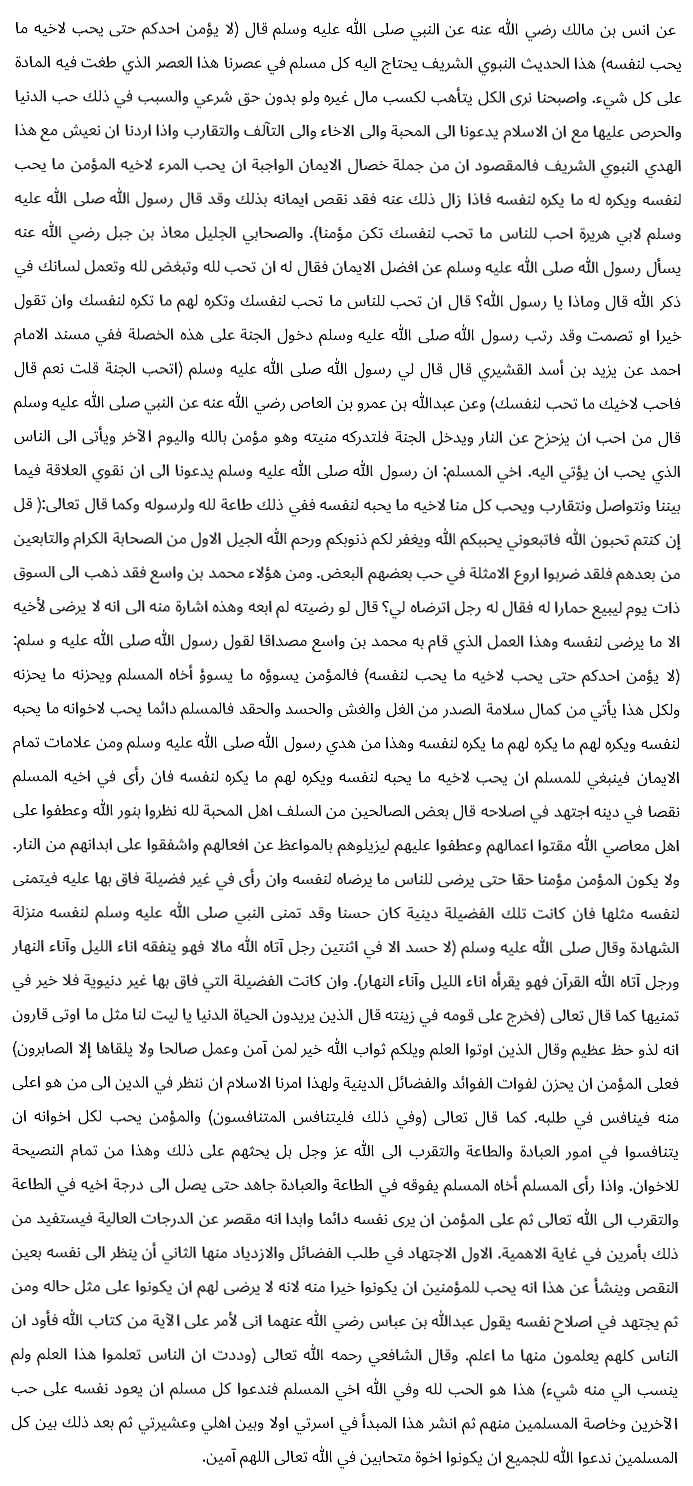 عن انس بن مالك رضي الله عنه عن النبي صلى الله عليه وسلم قال (لا يؤمن احدكم حتى يحب لاخيه ما
يحب لنفسه) هذا الحديث النبوي الشريف يحتاج اليه كل مسلم في عصرنا هذا العصر الذي طغت فيه المادة
على كل شيء. واصبحنا نرى الكل يتأهب لكسب مال غيره ولو بدون حق شرعي والسبب في ذلك حب الدنيا
والحرص عليها مع ان الاسلام يدعونا الى المحبة والى الاخاء والى التآلف والتقارب واذا اردنا ان نعيش مع هذا
الهدي النبوي الشريف فالمقصود ان من جملة خصال الايمان الواجبة ان يحب المرء لاخيه المؤمن ما يحب
لنفسه ويكره له ما يكره لنفسه فاذا زال ذلك عنه فقد نقص ايمانه بذلك وقد قال رسول الله صلى الله عليه
وسلم لابي هريرة احب للناس ما تحب لنفسك تكن مؤمنا). والصحابي الجليل معاذ بن جبل رضي الله عنه
يسأل رسول الله صلى الله عليه وسلم عن افضل الايمان فقال له ان تحب لله وتبغض لله وتعمل لسانك في
ذكر الله قال وماذا يا رسول الله؟ قال ان تحب للناس ما تحب لنفسك وتكره لهم ما تكره لنفسك وان تقول
خيرا او تصمت وقد رتب رسول الله صلى الله عليه وسلم دخول الجنة على هذه الخصلة ففي مسند الامام
احمد عن يزيد بن أسد القشيري قال قال لي رسول الله صلى الله عليه وسلم (اتحب الجنة قلت نعم قال
فاحب لاخيك ما تحب لنفسك) وعن عبدالله بن عمرو بن العاص رضي الله عنه عن النبي صلى الله عليه وسلم
قال من احب ان يزحزح عن النار ويدخل الجنة فلتدركه منيته وهو مؤمن بالله واليوم الآخر ويأتى الى الناس
الذي يحب ان يؤتي اليه. اخي المسلم: ان رسول الله صلى الله عليه وسلم يدعونا الى ان نقوي العلاقة فيما
بيننا ونتواصل ونتقارب ويحب كل منا لاخيه ما يحبه لنفسه ففي ذلك طاعة لله ولرسوله وكما قال تعالى:( قل
إن كنتم تحبون الله فاتبعوني يحببكم الله ويغفر لكم ذنوبكم ورحم الله الجيل الاول من الصحابة الكرام والتابعين
من بعدهم فلقد ضربوا اروع الامثلة في حب بعضهم البعض. ومن هؤلاء محمد بن واسع فقد ذهب الى السوق
ذات يوم ليبيع حمارا له فقال له رجل اترضاه لي؟ قال لو رضيته لم ابعه وهذه اشارة منه الى انه لا يرضى لأخيه
الا ما يرضى لنفسه وهذا العمل الذي قام به محمد بن واسع مصداقا لقول رسول الله صلى الله عليه و سلم:
(لا يؤمن احدكم حتى يحب لاخيه ما يحب لنفسه) فالمؤمن يسوؤه ما يسوؤ أخاه المسلم ويحزنه ما يحزنه
ولكل هذا يأتي من كمال سلامة الصدر من الغل والغش والحسد والحقد فالمسلم دائما يحب لاخوانه ما يحبه
لنفسه ويكره لهم ما يكره لهم ما يكره لنفسه وهذا من هدي رسول الله صلى الله عليه وسلم ومن علامات تمام
الايمان فينبغي للمسلم ان يحب لاخيه ما يحبه لنفسه ويكره لهم ما يكره لنفسه فان رأى في اخيه المسلم
نقصا في دينه اجتهد في اصلاحه قال بعض الصالحين من السلف اهل المحبة لله نظروا بنور الله وعطفوا على
اهل معاصي الله مقتوا اعمالهم وعطفوا عليهم ليزيلوهم بالمواعظ عن افعالهم واشفقوا على ابدانهم من النار.
ولا يكون المؤمن مؤمنا حقا حتى يرضى للناس ما يرضاه لنفسه وان رأى في غير فضيلة فاق بها عليه فيتمنى
لنفسه مثلها فان كانت تلك الفضيلة دينية كان حسنا وقد تمنى النبي صلى الله عليه وسلم لنفسه منزلة
الشهادة وقال صلى الله عليه وسلم (لا حسد الا في اثنتين رجل آتاه الله مالا فهو ينفقه اناء الليل وآناء النهار
ورجل آتاه الله القرآن فهو يقرأه اناء الليل وآناء النهار). وان كانت الفضيلة التي فاق بها غير دنيوية فلا خير في
تمنيها كما قال تعالى (فخرج على قومه في زينته قال الذين يريدون الحياة الدنيا يا ليت لنا مثل ما اوتى قارون
انه لذو حظ عظيم وقال الذين اوتوا العلم ويلكم ثواب الله خير لمن آمن وعمل صالحا ولا يلقاها إلا الصابرون)
فعلى المؤمن ان يحزن لفوات الفوائد والفضائل الدينية ولهذا امرنا الاسلام ان ننظر في الدين الى من هو اعلى
منه فينافس في طلبه. كما قال تعالى (وفي ذلك فليتنافس المتنافسون) والمؤمن يحب لكل اخوانه ان
يتنافسوا في امور العبادة والطاعة والتقرب الى الله عز وجل بل يحثهم على ذلك وهذا من تمام النصيحة
للاخوان. واذا رأى المسلم أخاه المسلم يفوقه في الطاعة والعبادة جاهد حتى يصل الى درجة اخيه في الطاعة
والتقرب الى الله تعالى ثم على المؤمن ان يرى نفسه دائما وابدا انه مقصر عن الدرجات العالية فيستفيد من
ذلك بأمرين في غاية الاهمية. الاول الاجتهاد في طلب الفضائل والازدياد منها الثاني أن ينظر الى نفسه بعين
النقص وينشأ عن هذا انه يحب للمؤمنين ان يكونوا خيرا منه لانه لا يرضى لهم ان يكونوا على مثل حاله ومن
ثم يجتهد في اصلاح نفسه يقول عبدالله بن عباس رضي الله عنهما انى لأمر على الآية من كتاب الله فأود ان
الناس كلهم يعلمون منها ما اعلم. وقال الشافعي رحمه الله تعالى (وددت ان الناس تعلموا هذا العلم ولم
ينسب الي منه شيء) هذا هو الحب لله وفي الله اخي المسلم فندعوا كل مسلم ان يعود نفسه على حب
الآخرين وخاصة المسلمين منهم ثم انشر هذا المبدأ في اسرتي اولا وبين اهلي وعشيرتي ثم بعد ذلك بين كل
المسلمين ندعوا الله للجميع ان يكونوا اخوة متحابين في الله تعالى اللهم آمين.